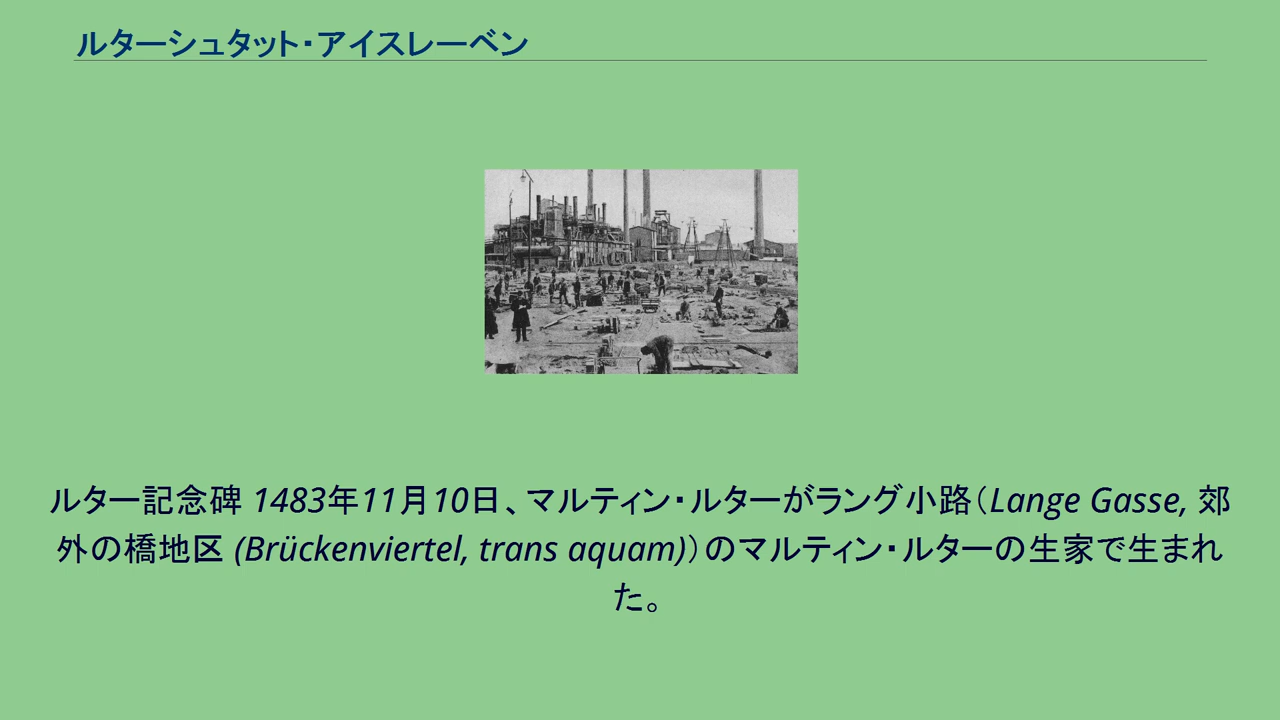 ルターシュタット・アイスレーベン
ルター記念碑 1483年11月10日、マルティン・ルターがラング小路（Lange Gasse, 郊
外の橋地区 (Brückenviertel, trans aquam)）のマルティン・ルターの生家で生まれ
た。